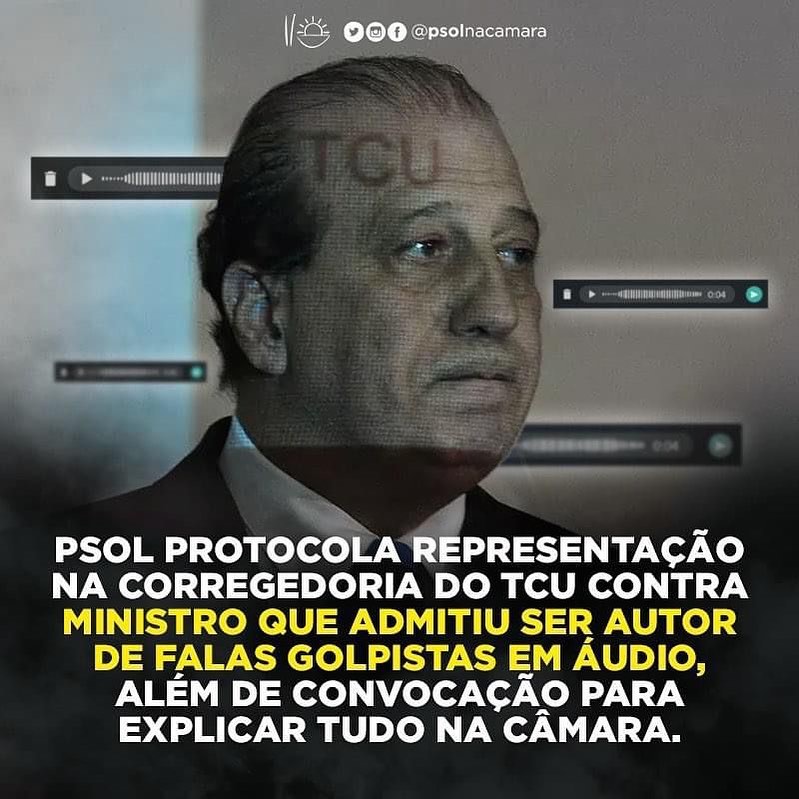 @psolnacamara
TCU
0:04
0:04
PSOL PROTOCOLA REPRESENTAÇÃO
NA CORREGEDORIA DO TCU CONTRA
MINISTRO QUE ADMITIU SER AUTOR
DE FALAS GOLPISTAS EM ÁUDIO,
ALÉM DE CONVOCAÇÃO PARA
EXPLICAR TUDO NA CÂMARA.